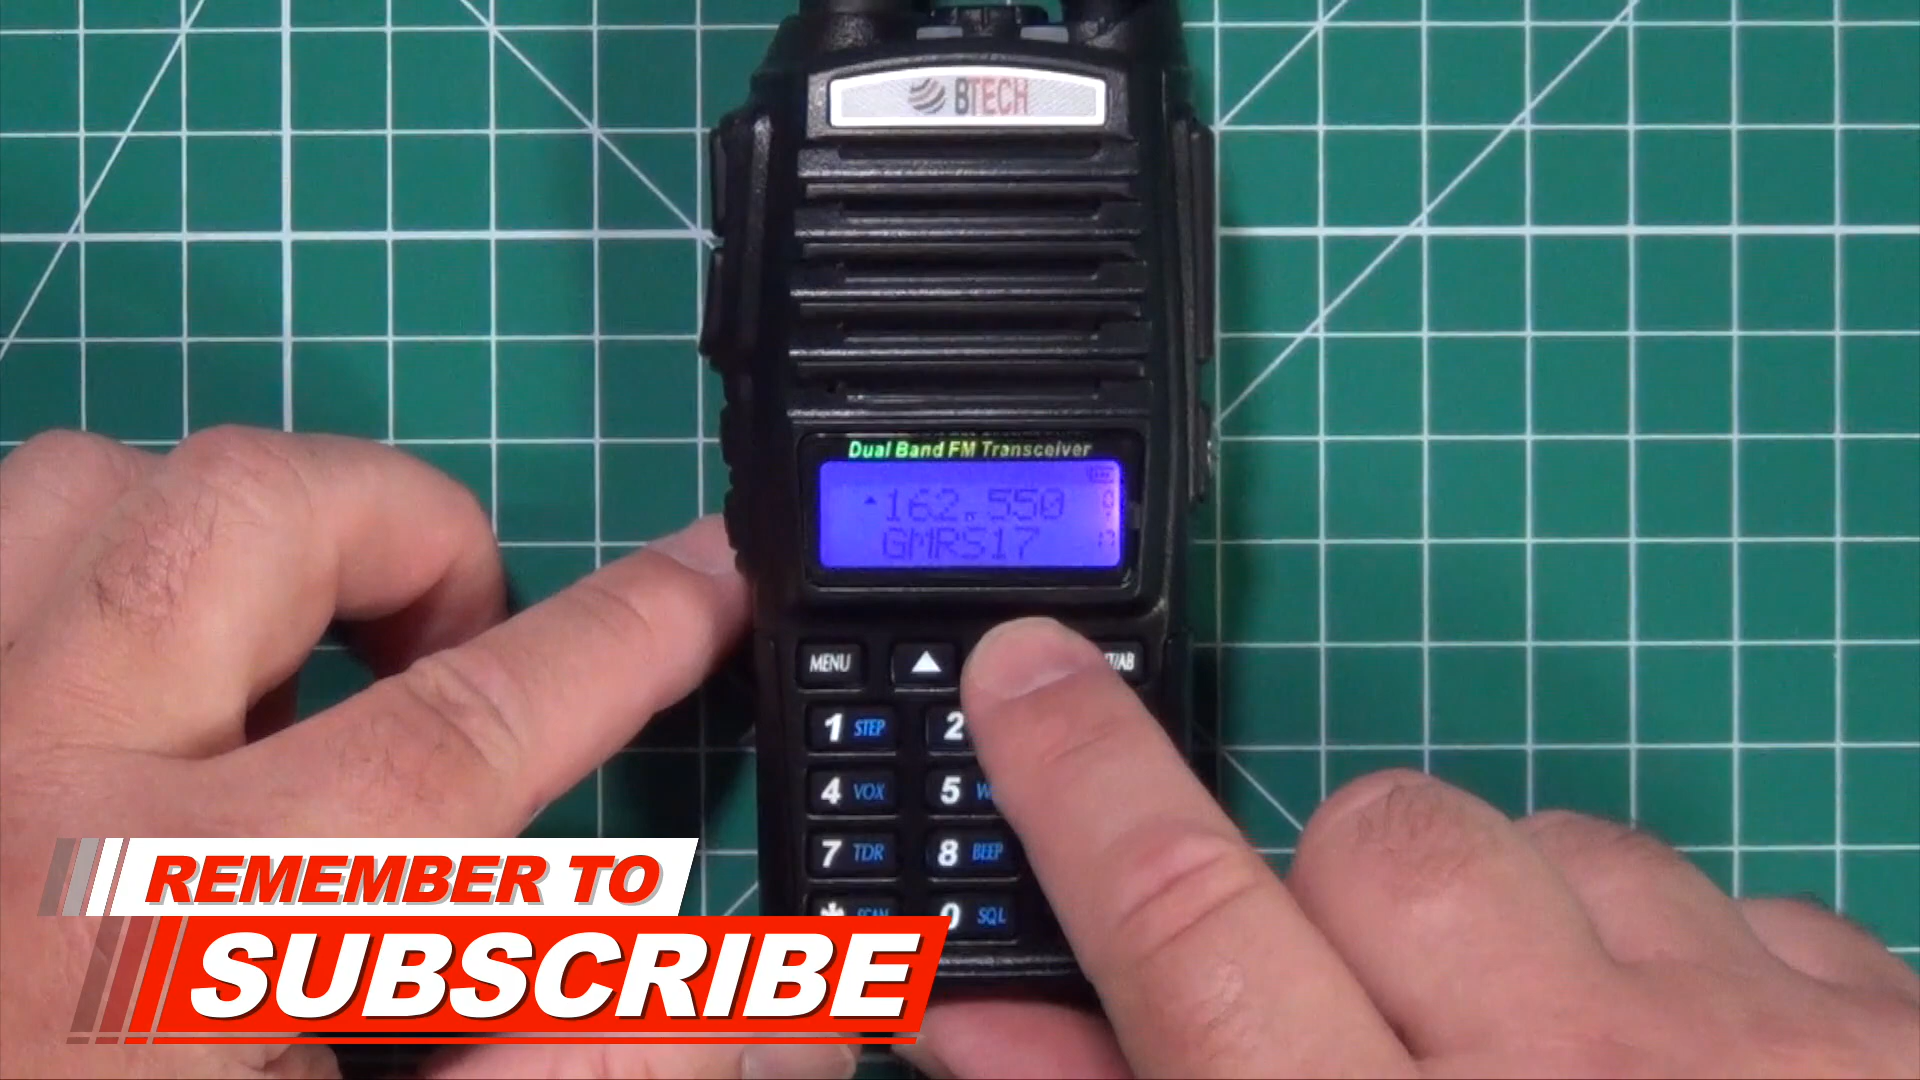 BTECH
Dual Band FM Transceiver
162.550
GMRS17
MENU
1 STEP 2
4 VOX 5
7 TDR 8 BEEP
SCAN 0 SQL
REMEMBER TO
SUBSCRIBE